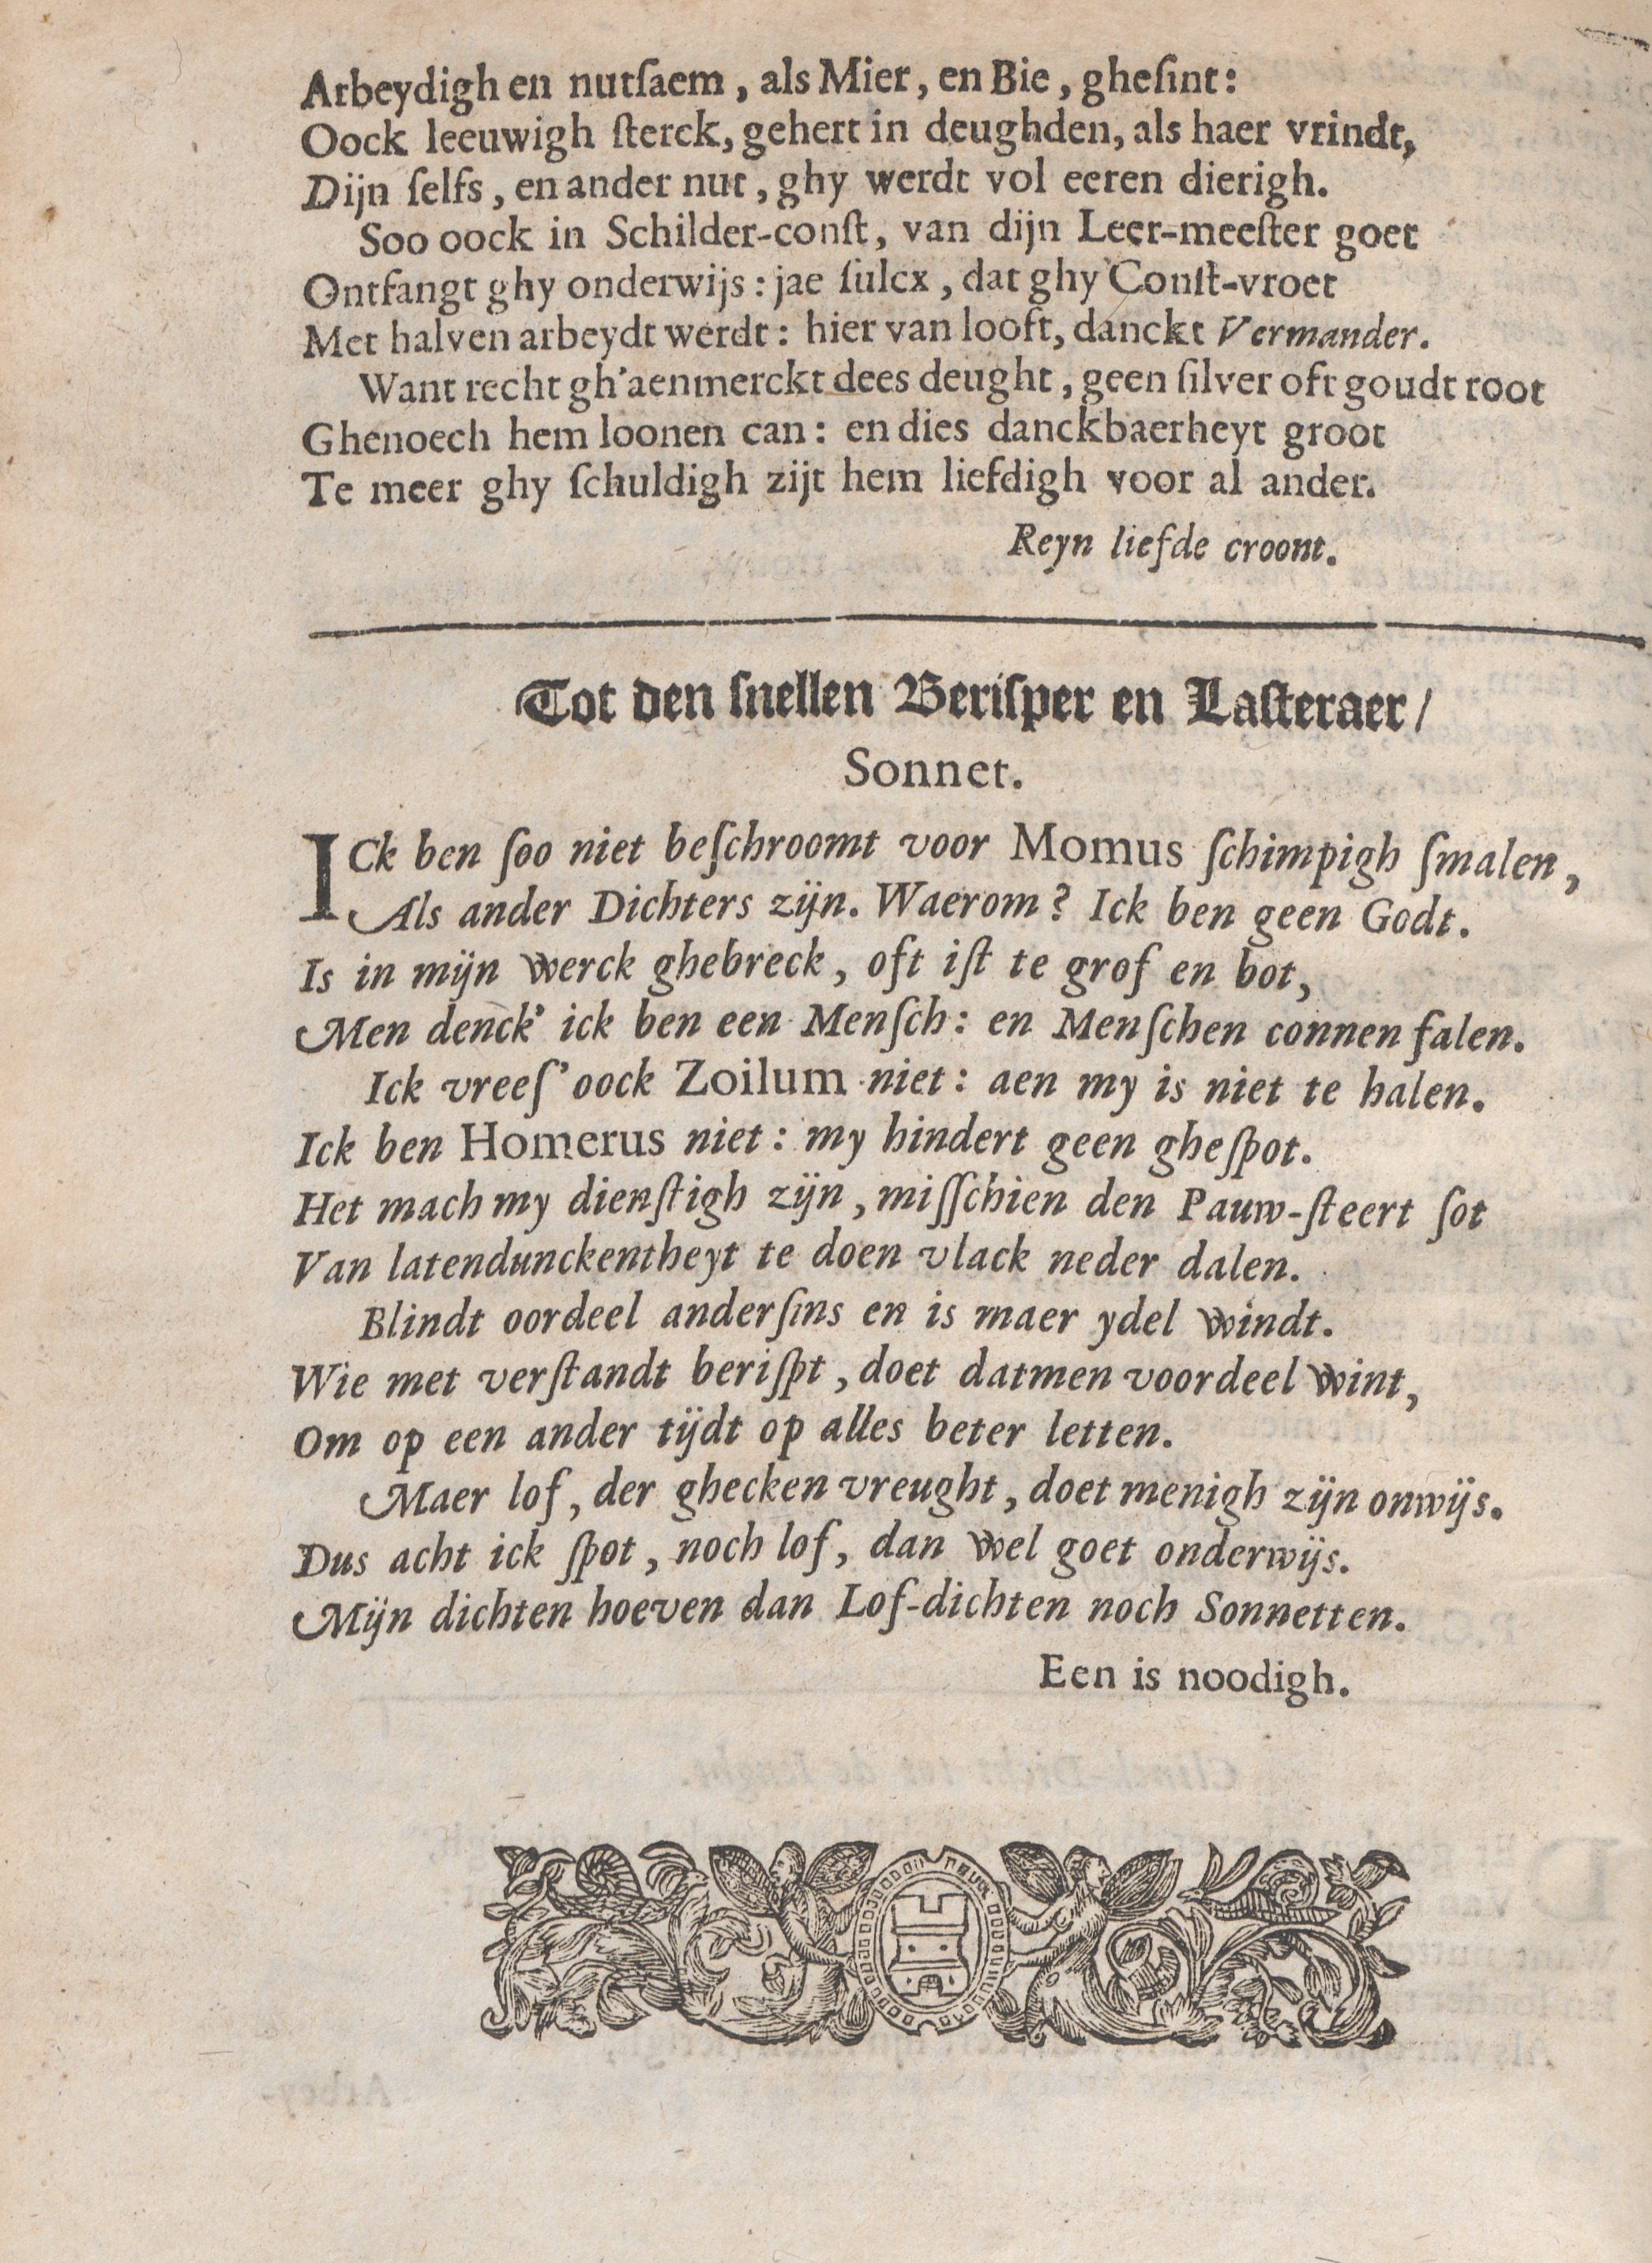 Arbeydigh en nutſaem, als Mier, en Bie, gheſint:
Oock leeuwigh ſterck, gehert in deughden, als haer vrindt,
Dijn ſelfs, en ander nut, ghy werdt vol eeren dierigh.
Soo oock in Schilder-conſt, van dijn Leer-meeſter goet
Ontfangt ghy onderwijs: jae ſulcx, dat ghy Conſt-vroet
Met halven arbeydt werdt: hier van looft, danckt Vermander.
Want recht gh'aenmerckt dees deught, geen ſilver oft goudt root
Ghenoech hem loonen can: en dies danckbaerheyt groot
Te meer ghy ſchuldigh zijt hem liefdigh voor al ander.
Reyn liefde croont.
Tot den ſnellen Beriſper en Laſteraer/
Sonnet.
ICk ben ſoo niet beſchroomt voor Momus ſchimpigh ſmalen,
Als ander Dichters zijn. Waerom? Ick ben geen Godt.
Is in mijn werck ghebreck, oft iſt te grof en bot,
Men denck' ick ben een Menſch: en Menſchen connen falen.
Ick vreeſ' oock Zoilum niet: aen my is niet te halen.
Ick ben Homerus niet: my hindert geen gheſpot.
Het mach my dienſtigh zijn, miſſchien den Pauw-ſteert ſot
Van latendunckentheyt te doen vlack neder dalen.
Blindt oordeel anderſins en is maer ydel windt.
Wie met verſtandt beriſpt, doet datmen voordeel wint,
Om op een ander tijdt op alles beter letten.
Maer lof, der ghecken vreught, doet menigh zijn onwijs.
Dus acht ick ſpot, noch lof, dan wel goet onderwijs.
Mijn dichten hoeven dan Lof-dichten noch Sonnetten.
Een is noodigh.